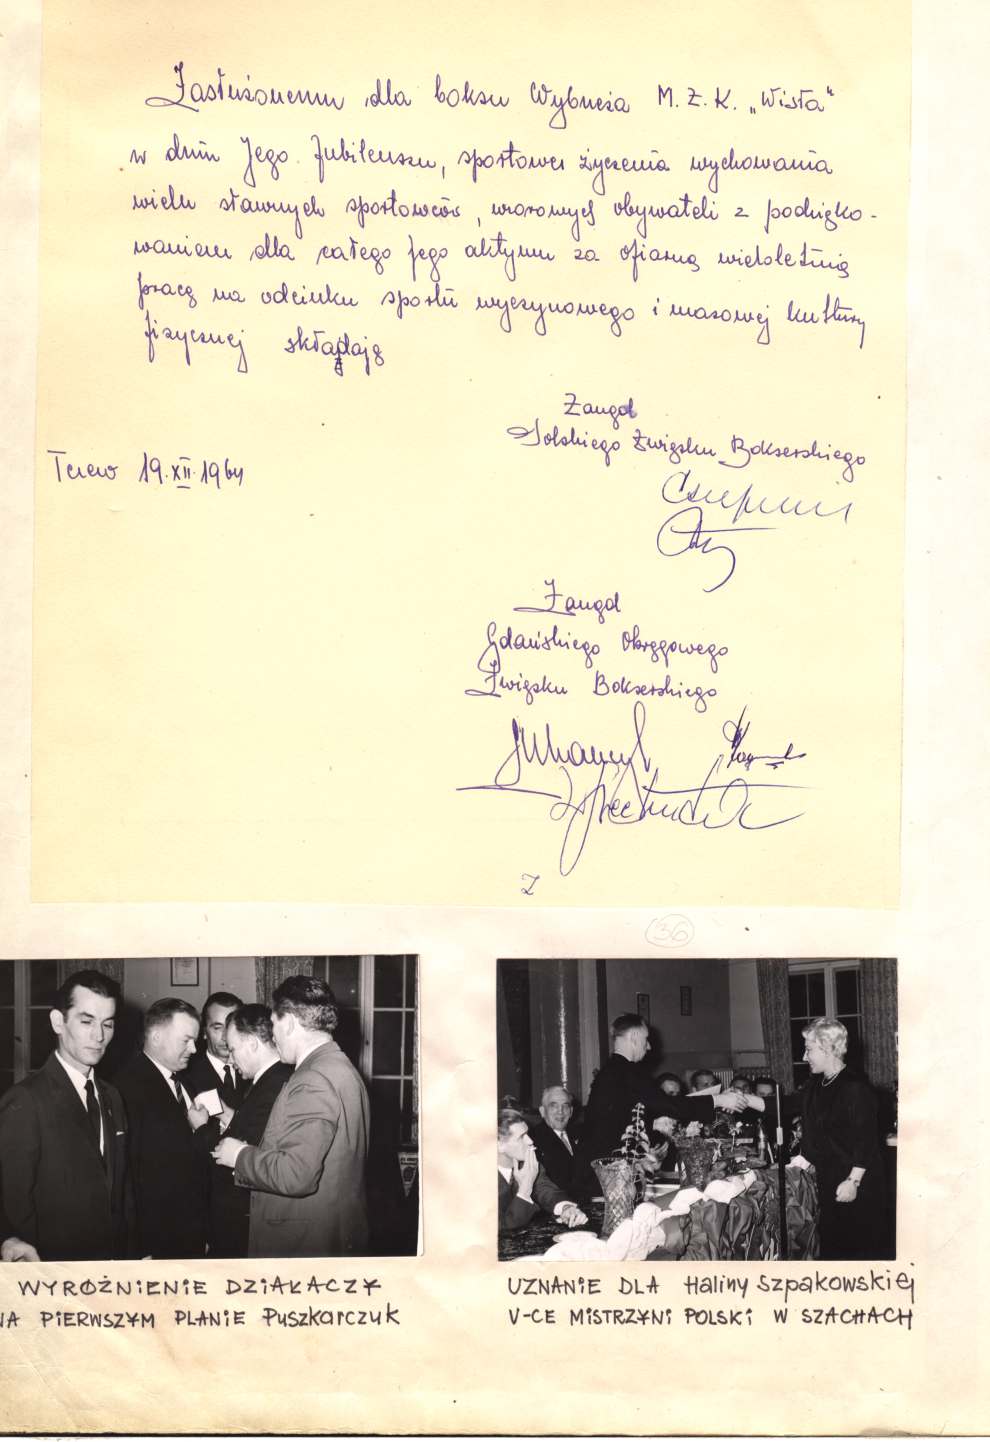 Zasłużonemu dla boksu Wybrzeża M.Z.K. „Wisła"
w dniu Jego Jubileuszu, sportowe życzenia wychowania
wielu sławnych sportowców, wzorowych obywateli z podzięko-
waniem dla całego jego aktywu za ofiarną wieloletnią
pracę na odcinku sportu wyczynowego i masowej kultury
fizycznej składają
Zarząd
Polskiego Związku Bokserskiego
Tczew 19.XII.1964
Zarząd
Gdańskiego Okręgowego
Związku Bokserskiego
36
WYRÓŻNIENIE DZIAŁACZY
NA PIERWSZYM PLANIE PUSZKARCZUK
UZNANIE DLA HALINY SZPAKOWSKIEJ
V-CE MISTRZYNI POLSKI W SZACHACH